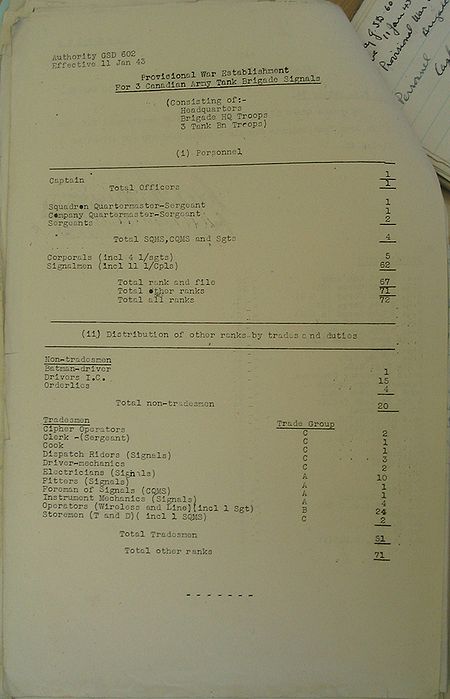 Authority GSD 602
Effective 11 Jan 43
Provisional War Establishment
For 3 Canadian Army Tank Brigade Signals
(Consisting of:-
Headquarters
Brigade HQ Troops
3 Tank Bn Troops)
(i) Personnel
Captain 1
Total Officers 1
Squadron Quartermaster-Sergeant 1
Company Quartermaster-Sergeant 1
Sergeants 2
Total SQMS,CQMS and Sgts 4
Corporals (incl 4 l/sgts) 5
Signalmen (incl 11 l/Cpls) 62
Total rank and file 67
Total other ranks 71
Total all ranks 72
(ii) Distribution of other ranks by trades and duties
Non-tradesmen
Batman-driver 1
Drivers I.C. 15
Orderlies 4
Total non-tradesmen 20
Tradesmen Trade Group
Cipher Operators C 2
Clerk -(Sergeant) C 1
Cook C 1
Dispatch Riders (Signals) C 3
Driver-mechanics C 2
Electricians (Signals) A 10
Fitters (Signals) A 1
Foreman of Signals (CQMS) A 1
Instrument Mechanics (Signals) A 4
Operators (Wireless and Line)(incl 1 Sgt) B 24
Storemen (T and D)( incl 1 SQMS) C 2
Total Tradesmen 51
Total other ranks 71
- - - - - - -
GSD 60
11 Jan 43
Provisional War
Personnel